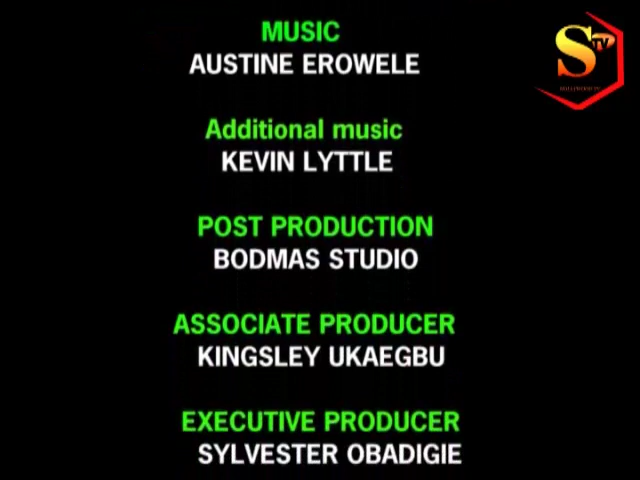 MUSIC
AUSTINE EROWELE
Additional music
KEVIN LYTTLE
POST PRODUCTION
BODMAS STUDIO
ASSOCIATE PRODUCER
KINGSLEY UKAEGBU
EXECUTIVE PRODUCER
SYLVESTER OBADIGIE
STV